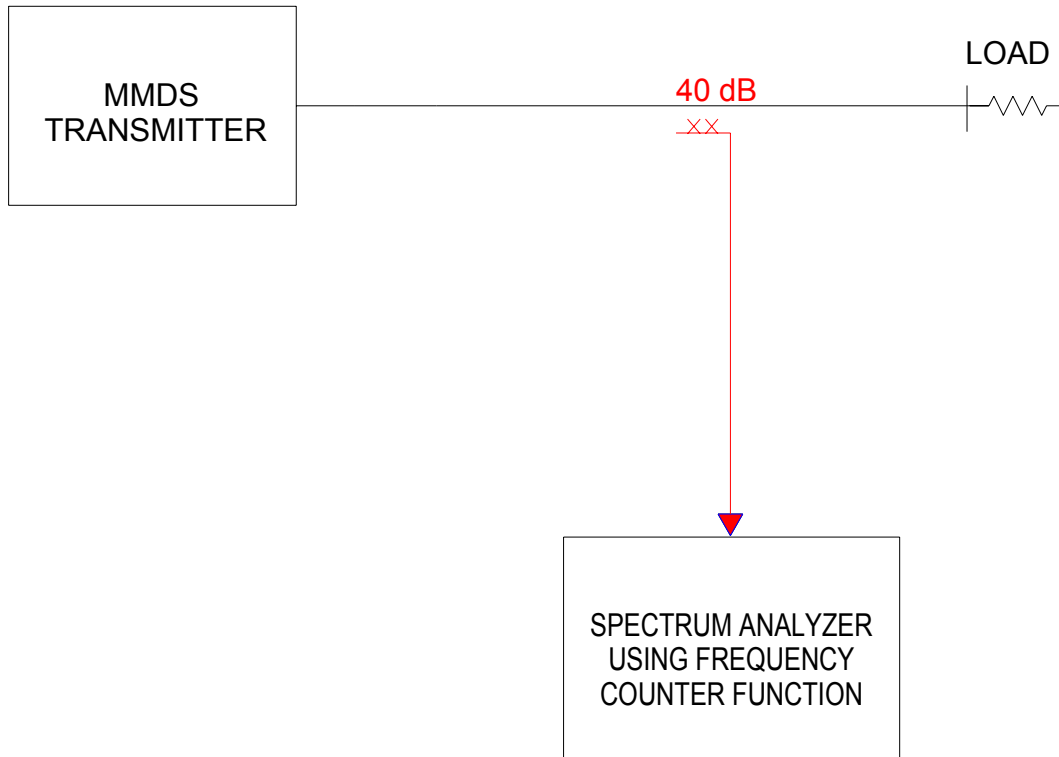 MMDS
TRANSMITTER
40 dB
LOAD
SPECTRUM ANALYZER
USING FREQUENCY
COUNTER FUNCTION